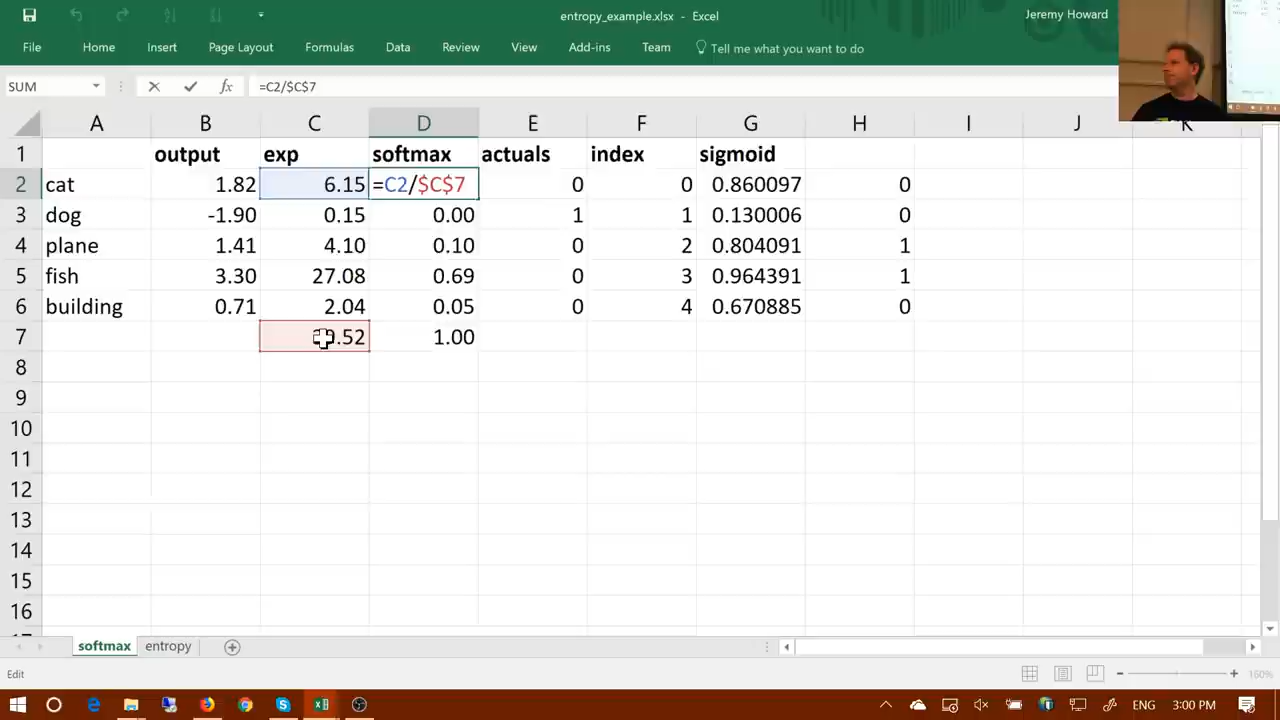 entropy_example.xlsx - Excel
Jeremy Howard
File Home Insert Page Layout Formulas Data Review View Add-ins Team Tell me what you want to do
SUM fx =C2/$C$7
A B C D E F G H I J K
1 output exp softmax actuals index sigmoid
2 cat 1.82 6.15 =C2/$C$7 0 0 0.860097 0
3 dog -1.90 0.15 0.00 1 1 0.130006 0
4 plane 1.41 4.10 0.10 0 2 0.804091 1
5 fish 3.30 27.08 0.69 0 3 0.964391 1
6 building 0.71 2.04 0.05 0 4 0.670885 0
7 .52 1.00
8
9
10
11
12
13
14
15
16
softmax entropy
Edit 160%
ENG 3:00 PM